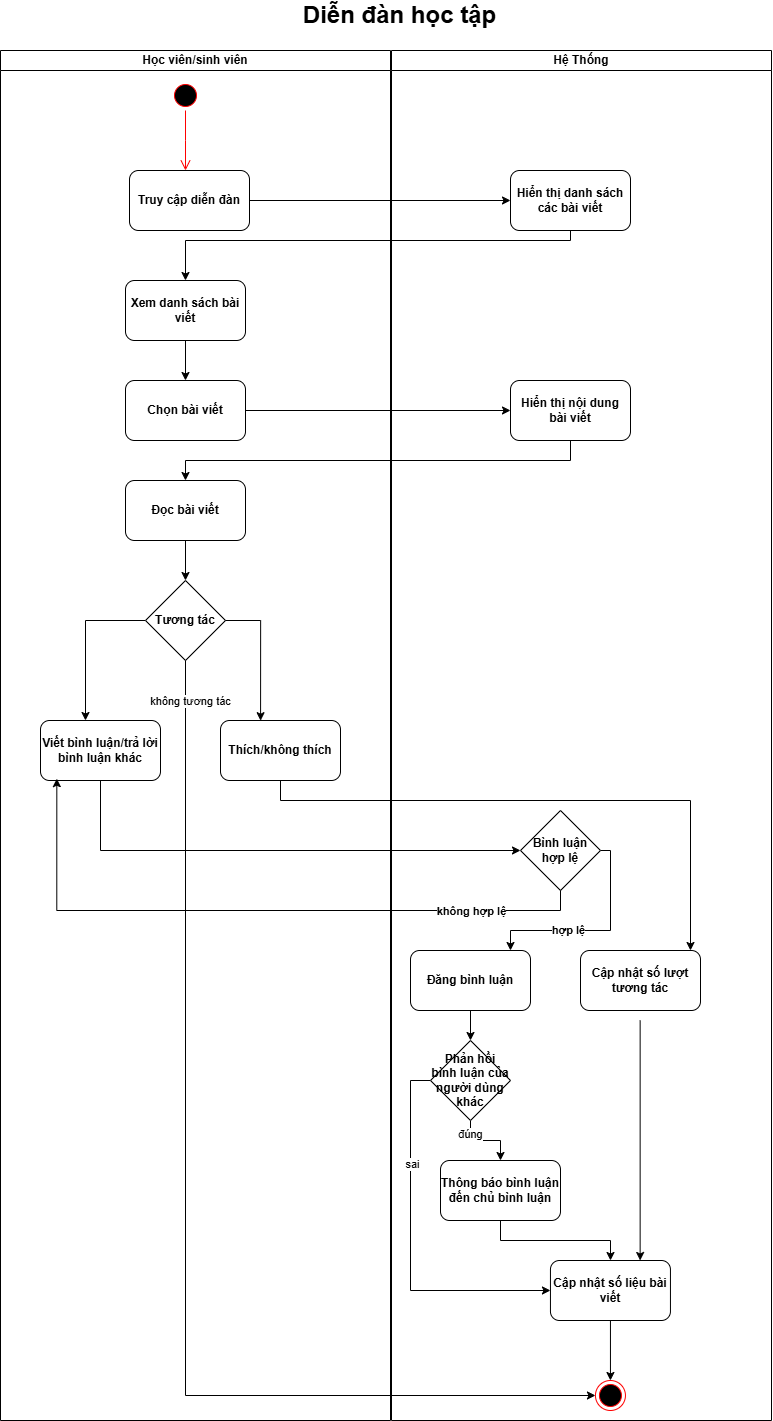 Diễn đàn học tập
Học viên/sinh viên
Hệ Thống
Truy cập diễn đàn
Hiển thị danh sách
các bài viết
Xem danh sách bài
viết
Chọn bài viết
Hiển thị nội dung
bài viết
Đọc bài viết
Tương tác
không tương tác
Viết bình luận/trả lời
bình luận khác
Thích/không thích
Bình luận
hợp lệ
không hợp lệ
hợp lệ
Đăng bình luận
Cập nhật số lượt
tương tác
Phản hồi
bình luận của
người dùng
khác
đúng
sai
Thông báo bình luận
đến chủ bình luận
Cập nhật số liệu bài
viết